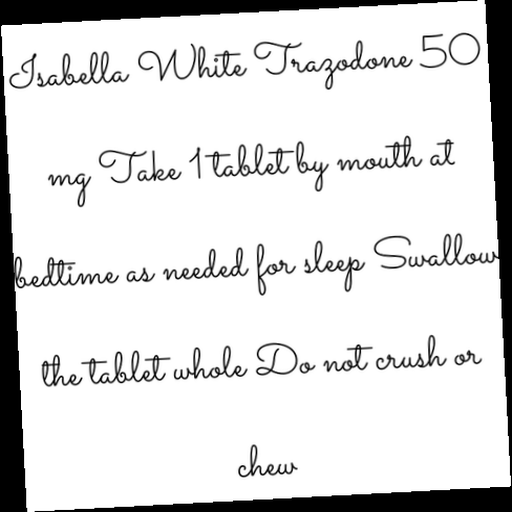 Isabella White Trazodone 50
mg Take 1 tablet by mouth at
bedtime as needed for sleep Swallow
the tablet whole Do not crush or
chew